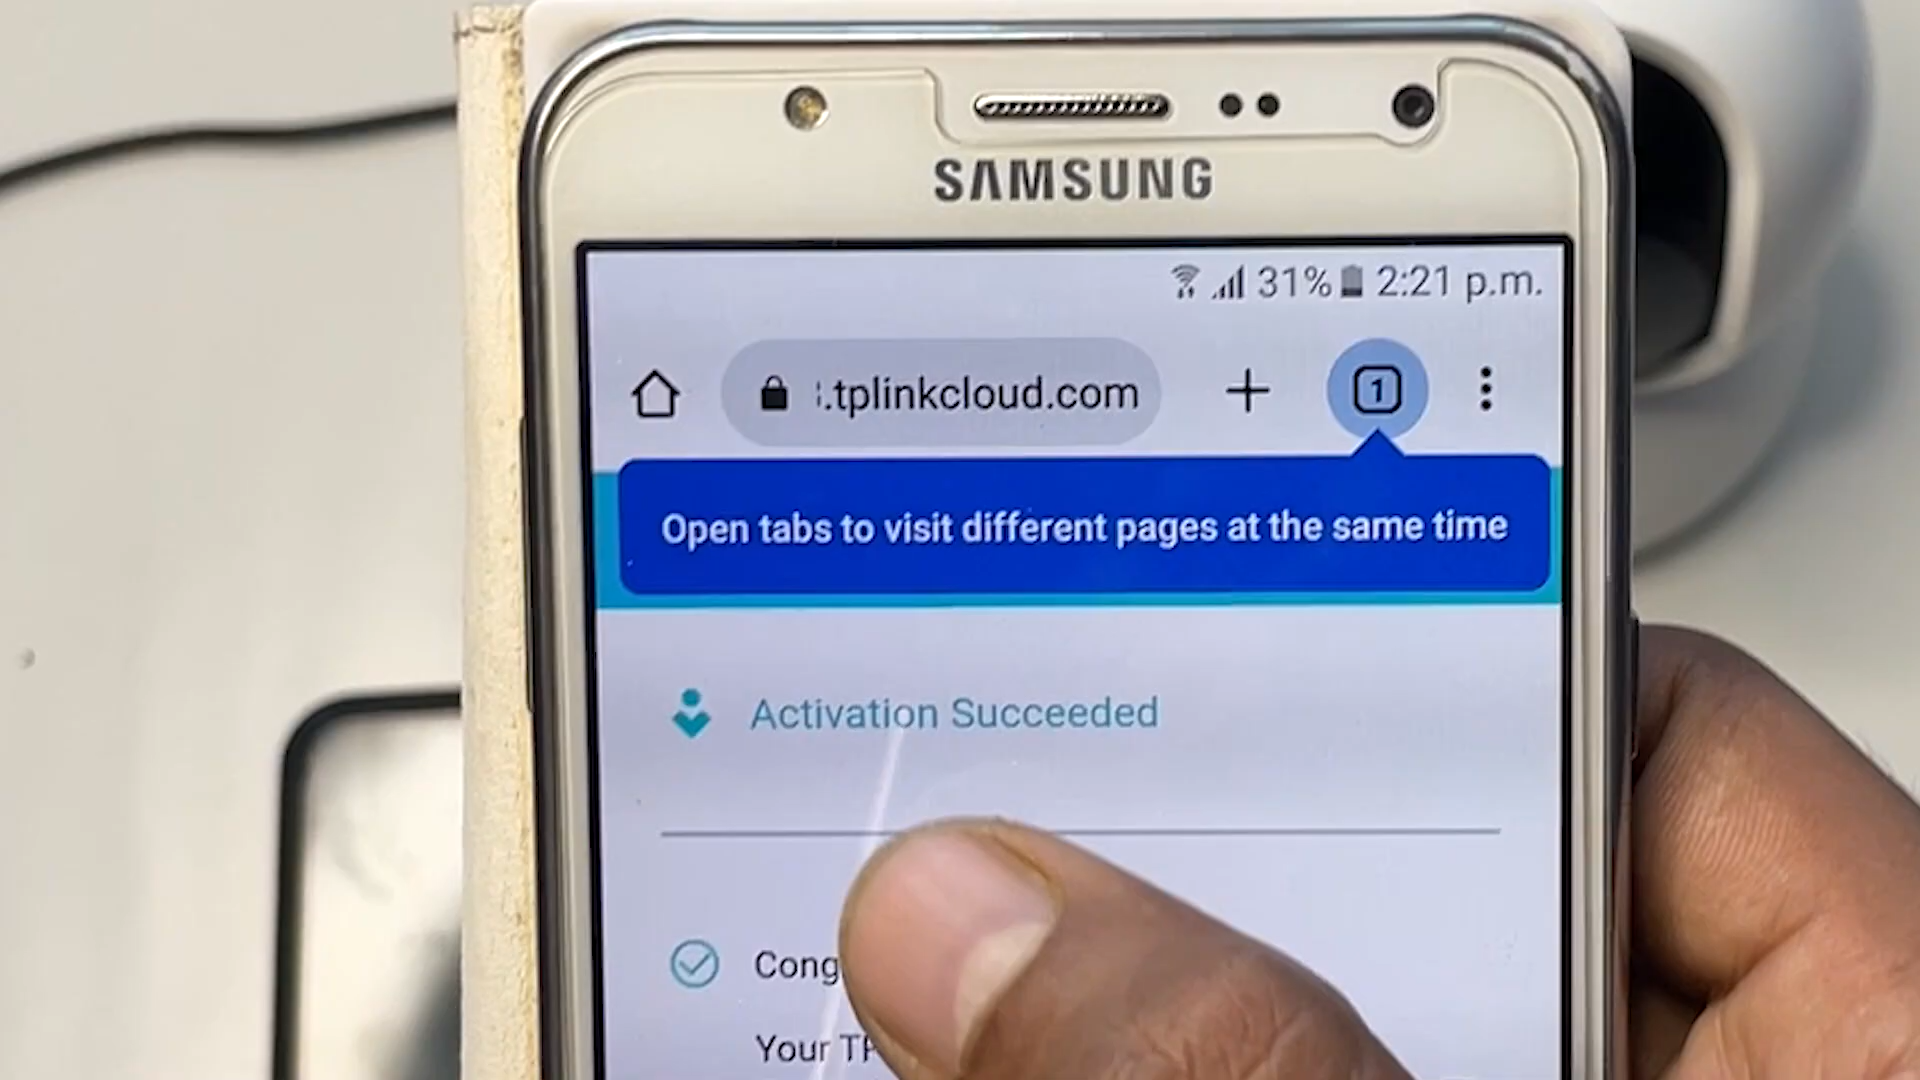 SAMSUNG
31% 2:21 p.m.
.tplinkcloud.com
1
Open tabs to visit different pages at the same time
Activation Succeeded
Cong
Your TP